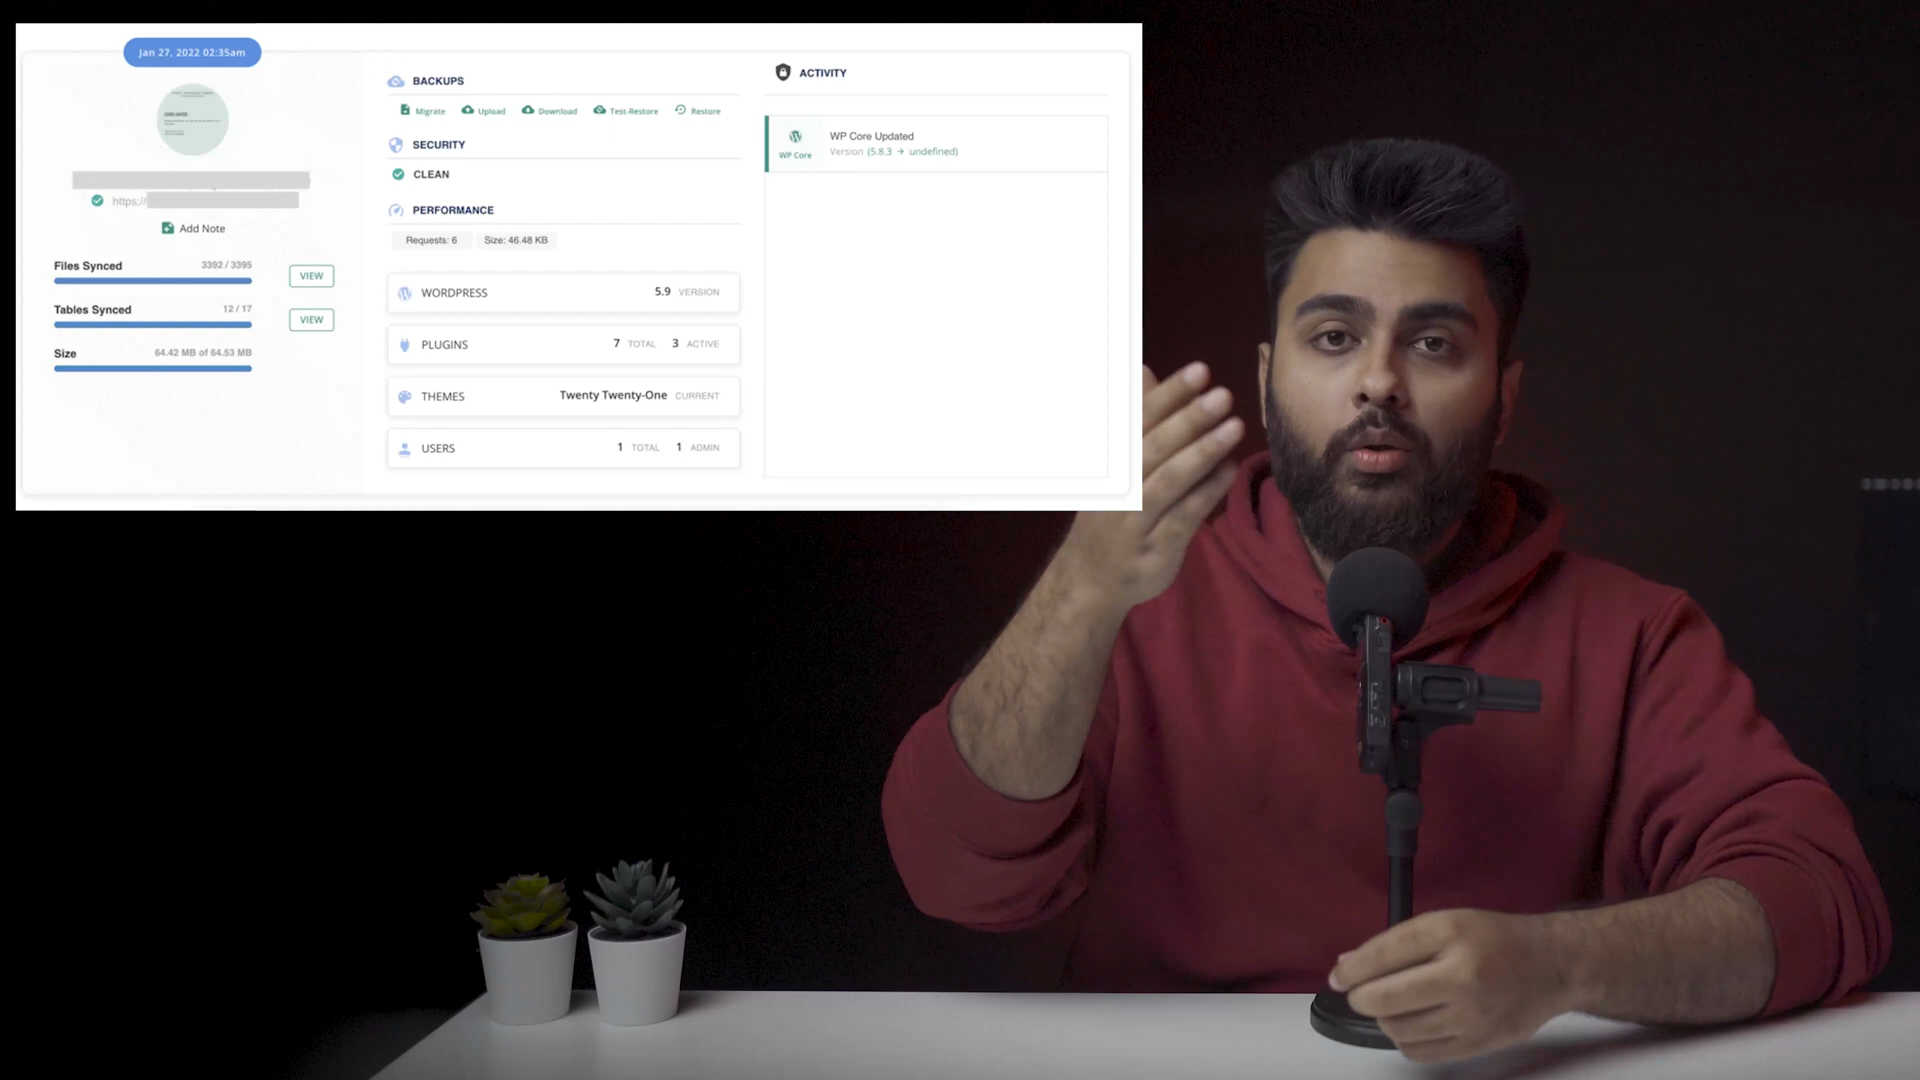 Jan 27, 2022 02:35am
https://
Add Note
Files Synced 3392 / 3395 VIEW
Tables Synced 12 / 17 VIEW
Size 64.42 MB of 64.53 MB
BACKUPS
Migrate Upload Download Test-Restore Restore
SECURITY
CLEAN
PERFORMANCE
Requests: 6 Size: 46.48 KB
WORDPRESS 5.9 VERSION
PLUGINS 7 TOTAL 3 ACTIVE
THEMES Twenty Twenty-One CURRENT
USERS 1 TOTAL 1 ADMIN
ACTIVITY
WP Core Updated
WP Core Version (5.8.3 → undefined)